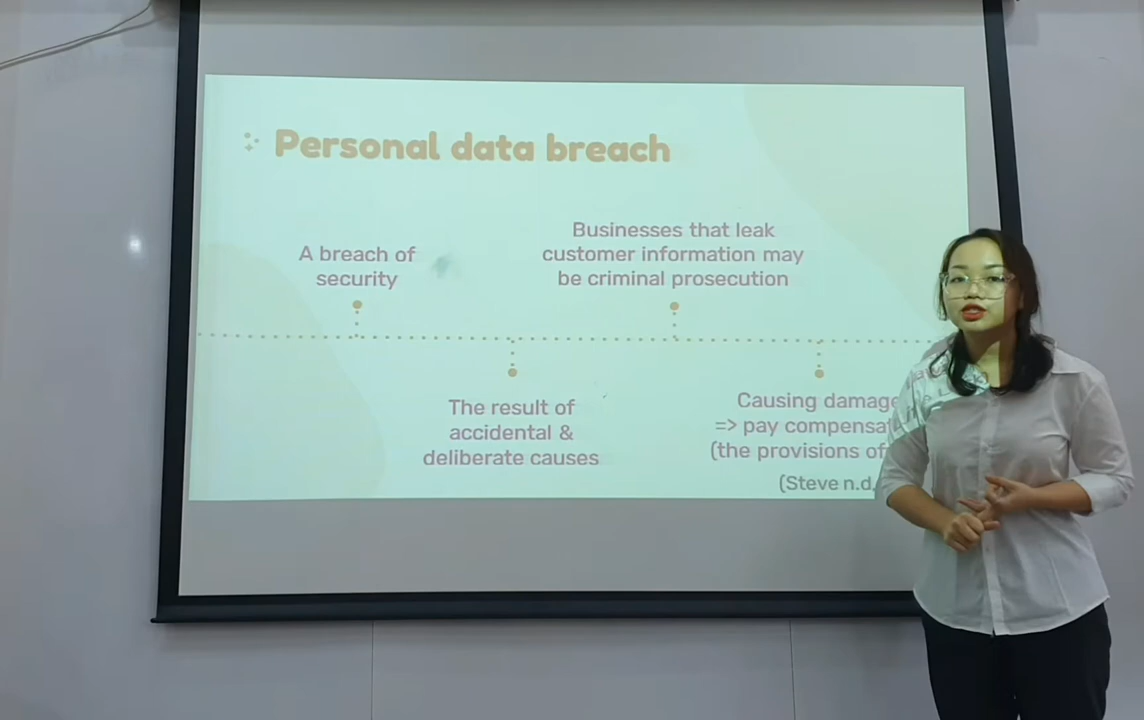 Personal data breach
A breach of
security
Businesses that leak
customer information may
be criminal prosecution
The result of
accidental &
deliberate causes
Causing damage
=> pay
(the provisions of
(Steve n.d.